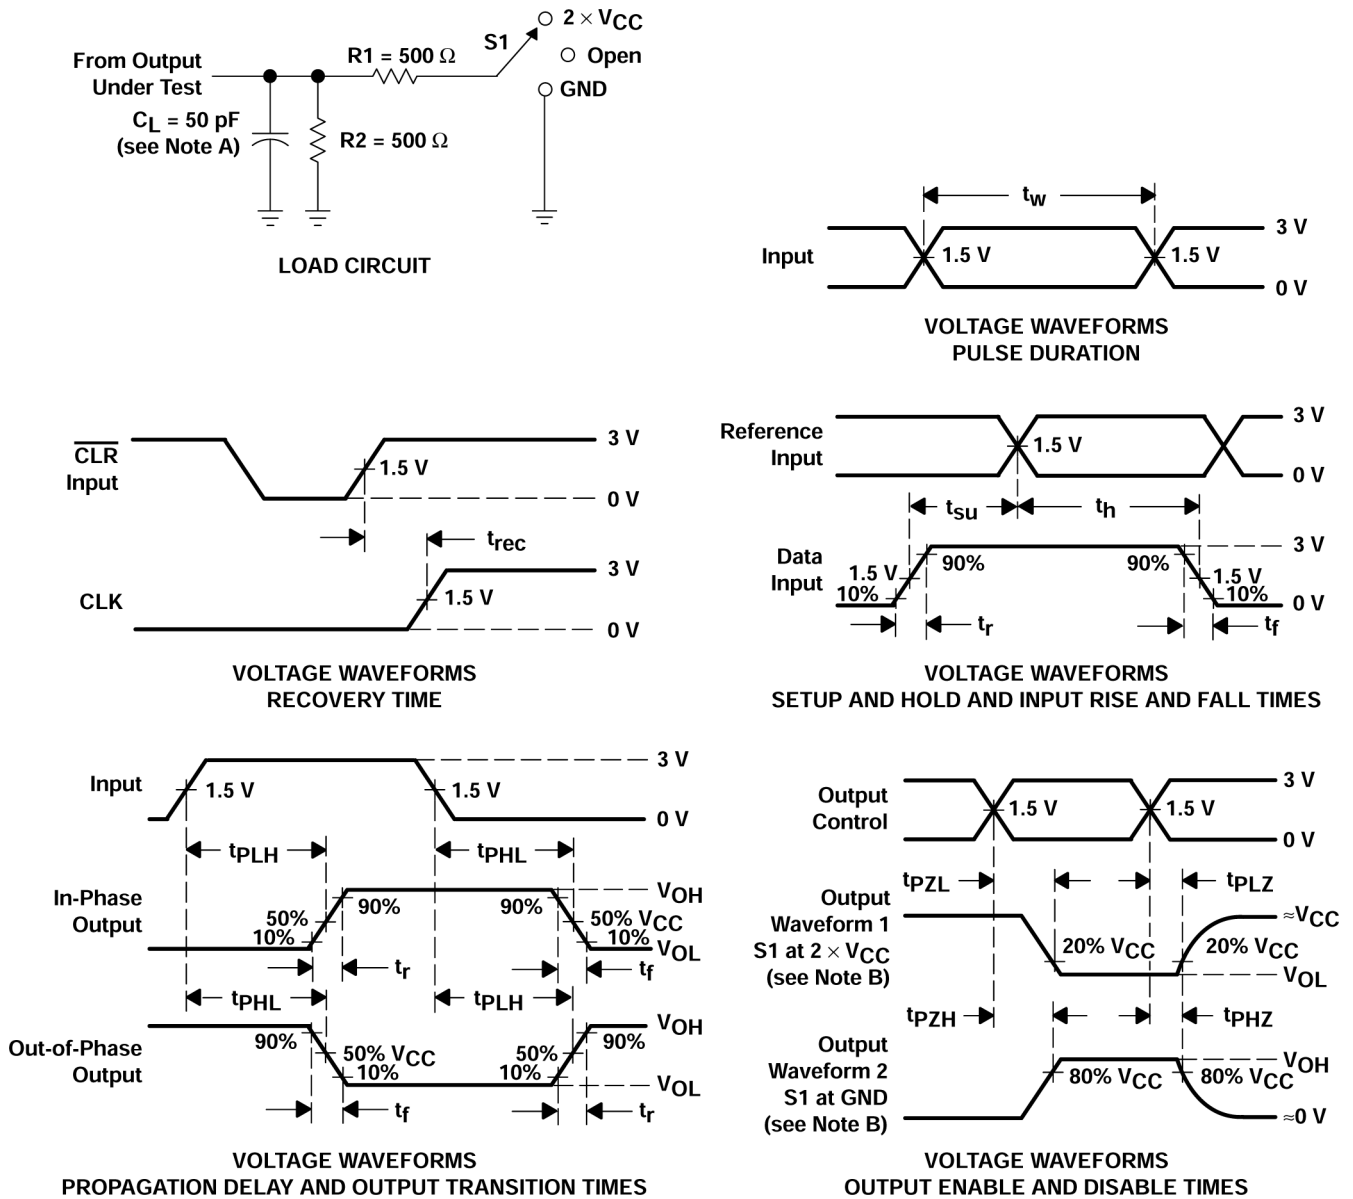 2 × VCC
S1
Open
GND
From Output
Under Test
R1 = 500 Ω
CL = 50 pF
(see Note A)
R2 = 500 Ω
LOAD CIRCUIT
tw
Input
1.5 V
1.5 V
3 V
0 V
VOLTAGE WAVEFORMS
PULSE DURATION
CLR
Input
1.5 V
3 V
0 V
trec
CLK
1.5 V
3 V
0 V
VOLTAGE WAVEFORMS
RECOVERY TIME
Reference
Input
1.5 V
3 V
0 V
tsu
th
Data
Input
1.5 V
10%
90%
90%
1.5 V
10%
3 V
0 V
tr
tf
VOLTAGE WAVEFORMS
SETUP AND HOLD AND INPUT RISE AND FALL TIMES
Input
1.5 V
1.5 V
3 V
0 V
tPLH
tPHL
In-Phase
Output
50%
10%
90%
90%
50% VCC
10%
VOH
VOL
tr
tf
tPHL
tPLH
Out-of-Phase
Output
90%
50% VCC
10%
50%
10%
90%
VOH
VOL
tf
tr
VOLTAGE WAVEFORMS
PROPAGATION DELAY AND OUTPUT TRANSITION TIMES
Output
Control
1.5 V
1.5 V
3 V
0 V
tPZL
tPLZ
Output
Waveform 1
S1 at 2 × VCC
(see Note B)
20% VCC
20% VCC
≈VCC
VOL
tPZH
tPHZ
Output
Waveform 2
S1 at GND
(see Note B)
80% VCC
80% VCC
VOH
≈0 V
VOLTAGE WAVEFORMS
OUTPUT ENABLE AND DISABLE TIMES